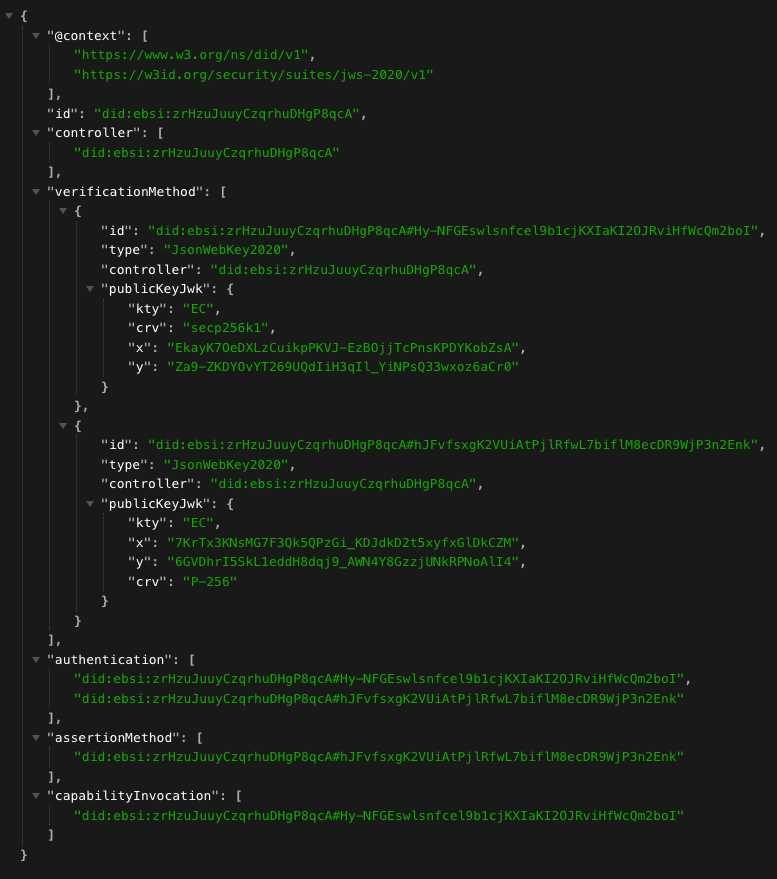 {
"@context": [
"https://www.w3.org/ns/did/v1",
"https://w3id.org/security/suites/jws-2020/v1"
],
"id": "did:ebsi:zrHzuJuuyCzqrhuDHgP8qcA",
"controller": [
"did:ebsi:zrHzuJuuyCzqrhuDHgP8qcA"
],
"verificationMethod": [
{
"id": "did:ebsi:zrHzuJuuyCzqrhuDHgP8qcA#Hy-NFGEswlsnfcel9b1cjKXIaKI2OJRviHfWcQm2boI",
"type": "JsonWebKey2020",
"controller": "did:ebsi:zrHzuJuuyCzqrhuDHgP8qcA",
"publicKeyJwk": {
"kty": "EC",
"crv": "secp256k1",
"x": "EkayK7OeDXLzCuikpPKVJ-EzBOjjTcPnsKPDYKobZsA",
"y": "Za9-ZKDYOvYT269UQdIiH3qIl_YiNPsQ33wxoz6aCr0"
}
},
{
"id": "did:ebsi:zrHzuJuuyCzqrhuDHgP8qcA#hJFvfsxgK2VUiAtPjlRfwL7biflM8ecDR9WjP3n2Enk",
"type": "JsonWebKey2020",
"controller": "did:ebsi:zrHzuJuuyCzqrhuDHgP8qcA",
"publicKeyJwk": {
"kty": "EC",
"x": "7KrTx3KNsMG7F3Qk5QPzGi_KDJdkD2t5xyfxGlDkCZM",
"y": "6GVDhrI5SkL1eddH8dqj9_AWN4Y8GzzjUNkRPNoAlI4",
"crv": "P-256"
}
}
],
"authentication": [
"did:ebsi:zrHzuJuuyCzqrhuDHgP8qcA#Hy-NFGEswlsnfcel9b1cjKXIaKI2OJRviHfWcQm2boI",
"did:ebsi:zrHzuJuuyCzqrhuDHgP8qcA#hJFvfsxgK2VUiAtPjlRfwL7biflM8ecDR9WjP3n2Enk"
],
"assertionMethod": [
"did:ebsi:zrHzuJuuyCzqrhuDHgP8qcA#hJFvfsxgK2VUiAtPjlRfwL7biflM8ecDR9WjP3n2Enk"
],
"capabilityInvocation": [
"did:ebsi:zrHzuJuuyCzqrhuDHgP8qcA#Hy-NFGEswlsnfcel9b1cjKXIaKI2OJRviHfWcQm2boI"
]
}